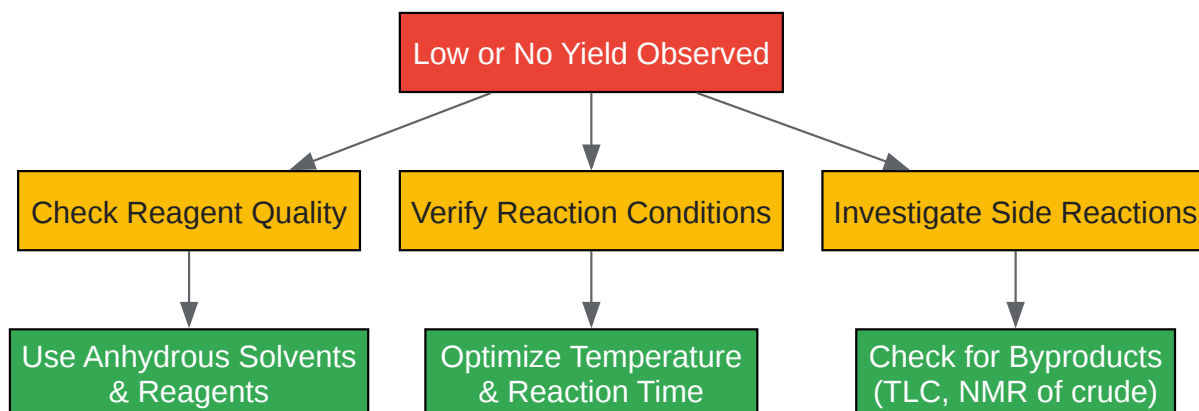 Low or No Yield Observed
Check Reagent Quality
Verify Reaction Conditions
Investigate Side Reactions
Use Anhydrous Solvents
& Reagents
Optimize Temperature
& Reaction Time
Check for Byproducts
(TLC, NMR of crude)